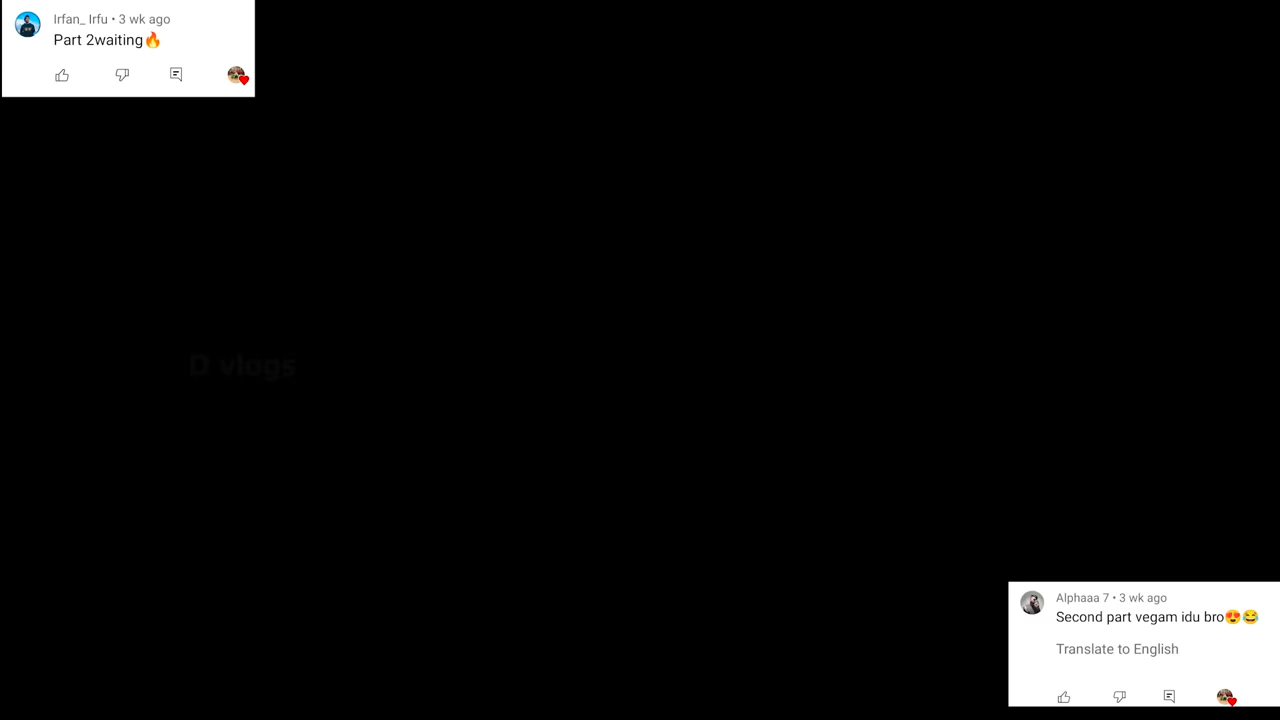 Irfan_ Irfu • 3 wk ago
Part 2waiting🔥
D vlogs
Alphaaa 7 • 3 wk ago
Second part vegam idu bro😍😂
Translate to English